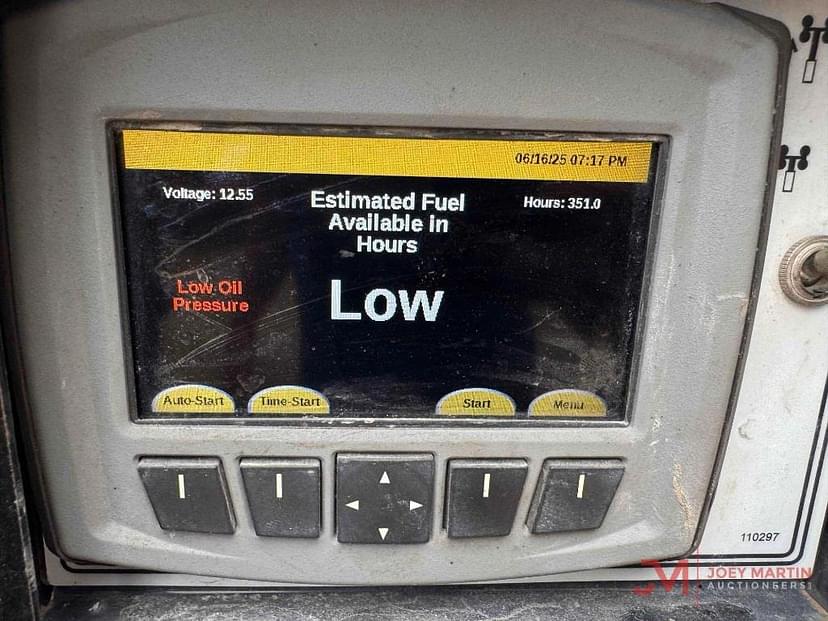 06/16/25 07:17 PM
Voltage: 12.55
Estimated Fuel
Available in
Hours
Hours: 351.0
Low Oil
Pressure
Low
Auto-Start
Time-Start
Start
Menu
110297
JM
JOEY MARTIN
AUCTIONEERS